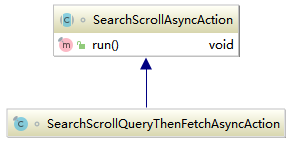 SearchScrollAsyncAction
run() void
SearchScrollQueryThenFetchAsyncAction